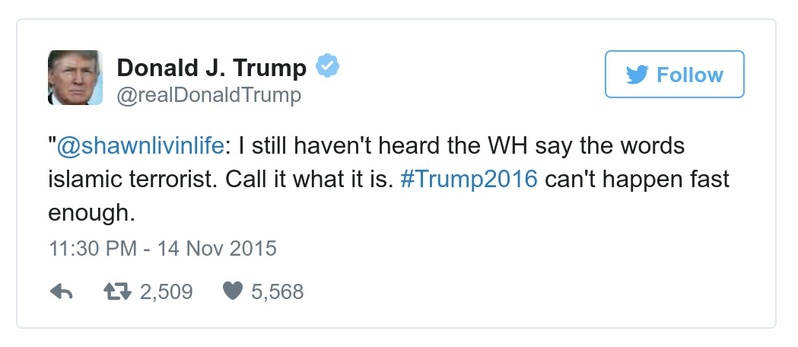 Donald J. Trump
@realDonaldTrump
Follow
"@shawnlivinlife: I still haven't heard the WH say the words
islamic terrorist. Call it what it is. #Trump2016 can't happen fast
enough.
11:30 PM - 14 Nov 2015
2,509 5,568